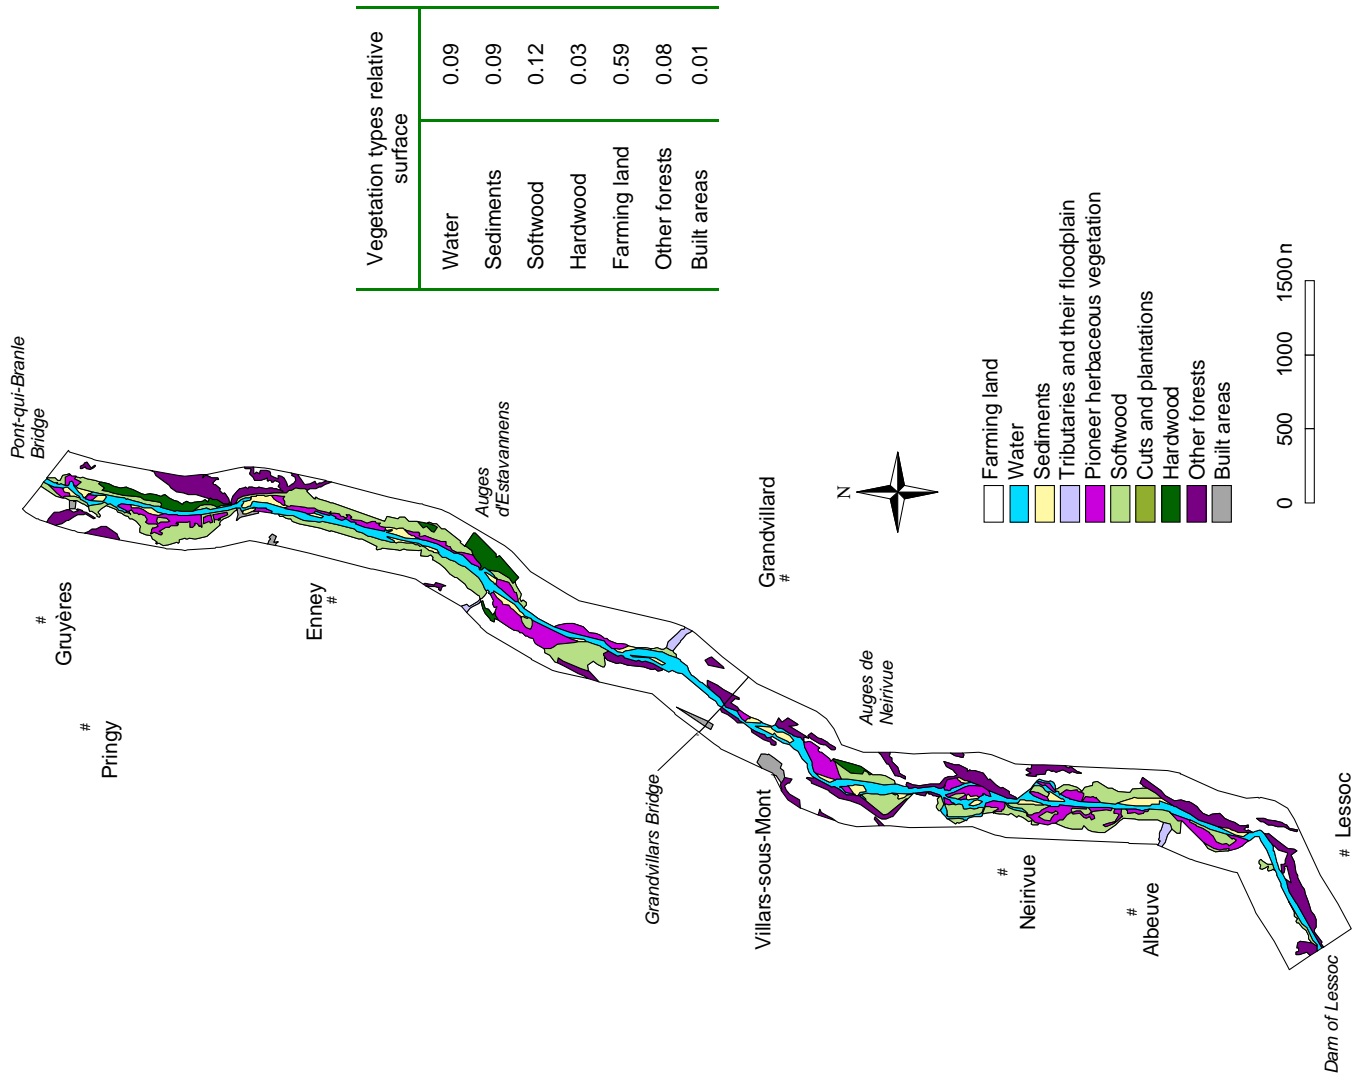 Vegetation types relative
surface
Water 0.09
Sediments 0.09
Softwood 0.12
Hardwood 0.03
Farming land 0.59
Other forests 0.08
Built areas 0.01
Pont-qui-Branle
Bridge
Gruyères
#
Pringy
#
Enney
#
Auges
d'Estavannens
Grandvillard
#
Grandvillars Bridge
Villars-sous-Mont
Auges de
Neirivue
Neirivue
#
Albeuve
#
Lessoc
#
Dam of Lessoc
N
Farming land
Water
Sediments
Tributaries and their floodplain
Pioneer herbaceous vegetation
Softwood
Cuts and plantations
Hardwood
Other forests
Built areas
0 500 1000 1500 n